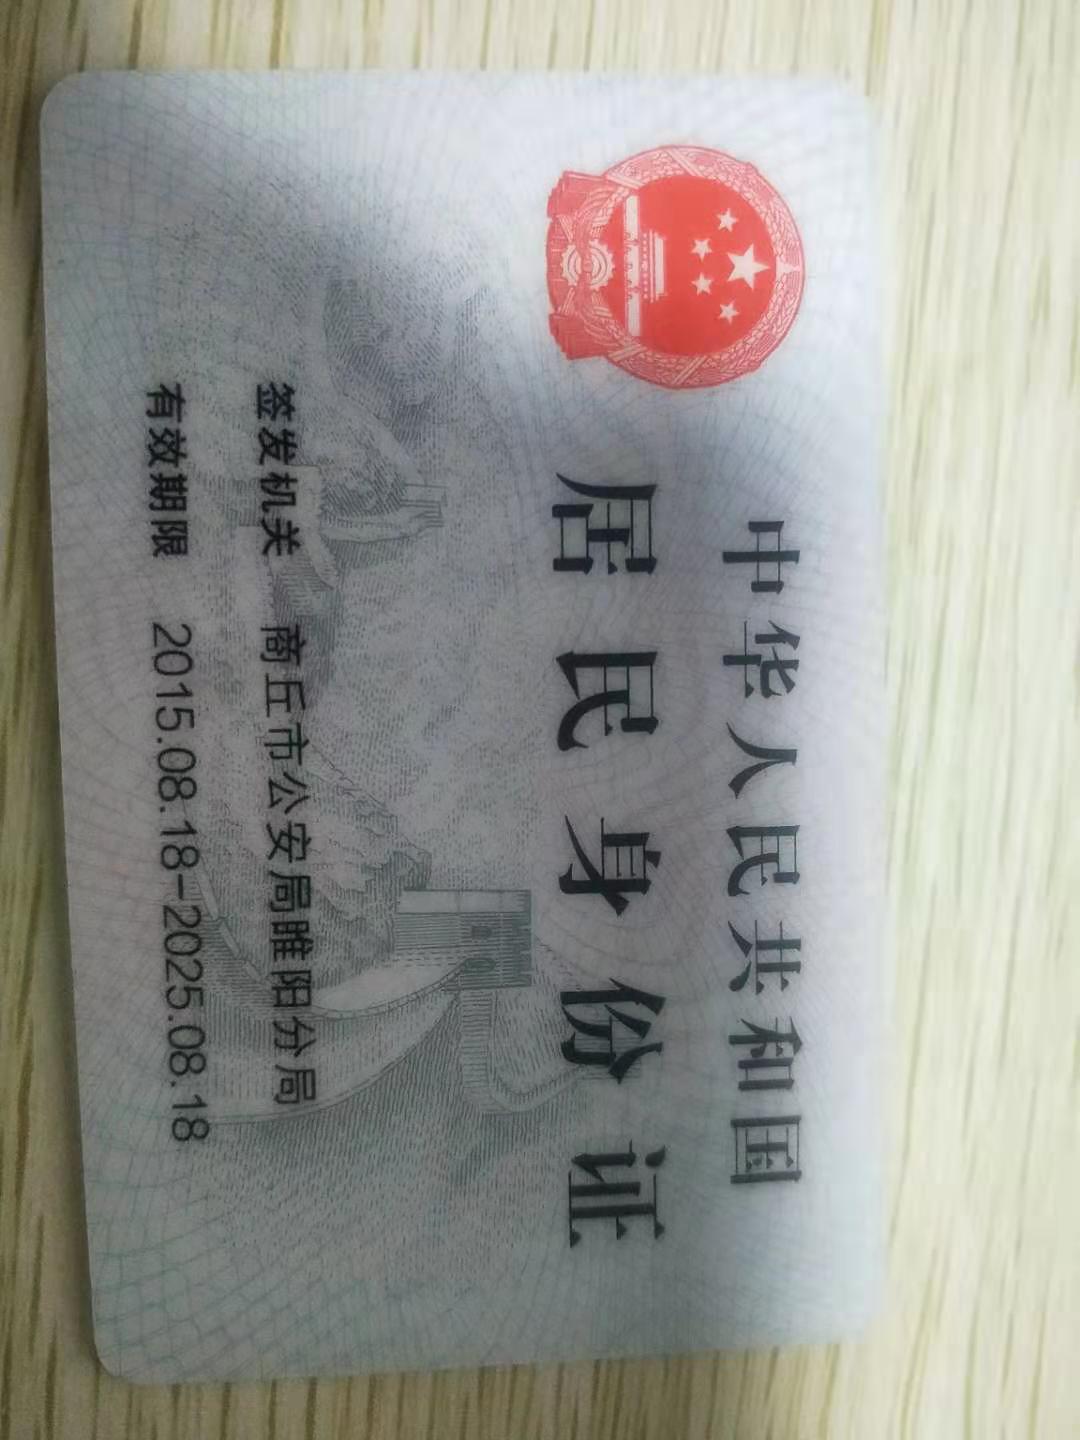 中华人民共和国
居民身份证
签发机关 商丘市公安局睢阳分局
有效期限 2015.08.18-2025.08.18